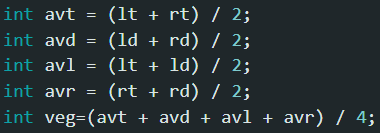 int avt = (lt + rt) / 2;
int avd = (ld + rd) / 2;
int avl = (lt + ld) / 2;
int avr = (rt + rd) / 2;
int veg=(avt + avd + avl + avr) / 4;